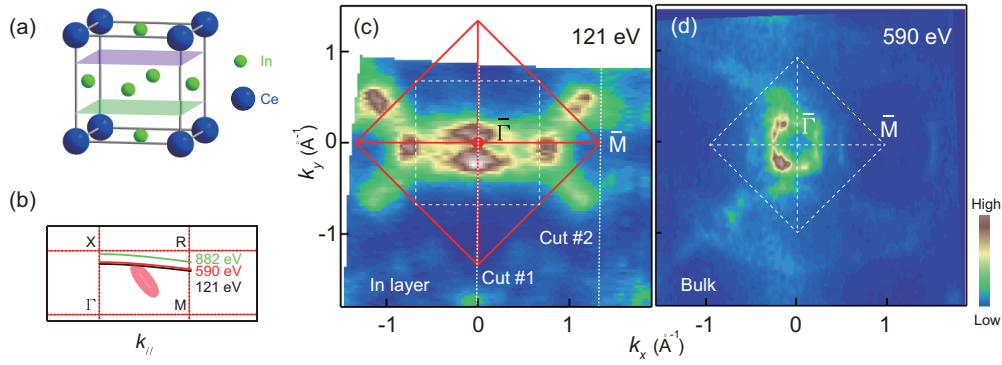 (a)
In
Ce
(b)
X
R
882 eV
590 eV
121 eV
Γ
M
k//
(c)
121 eV
Γ̄
M̄
Cut #2
Cut #1
In layer
1
0
-1
-1
0
1
ky (Å-1)
(d)
590 eV
Γ̄
M̄
Bulk
-1
0
1
kx (Å-1)
High
Low